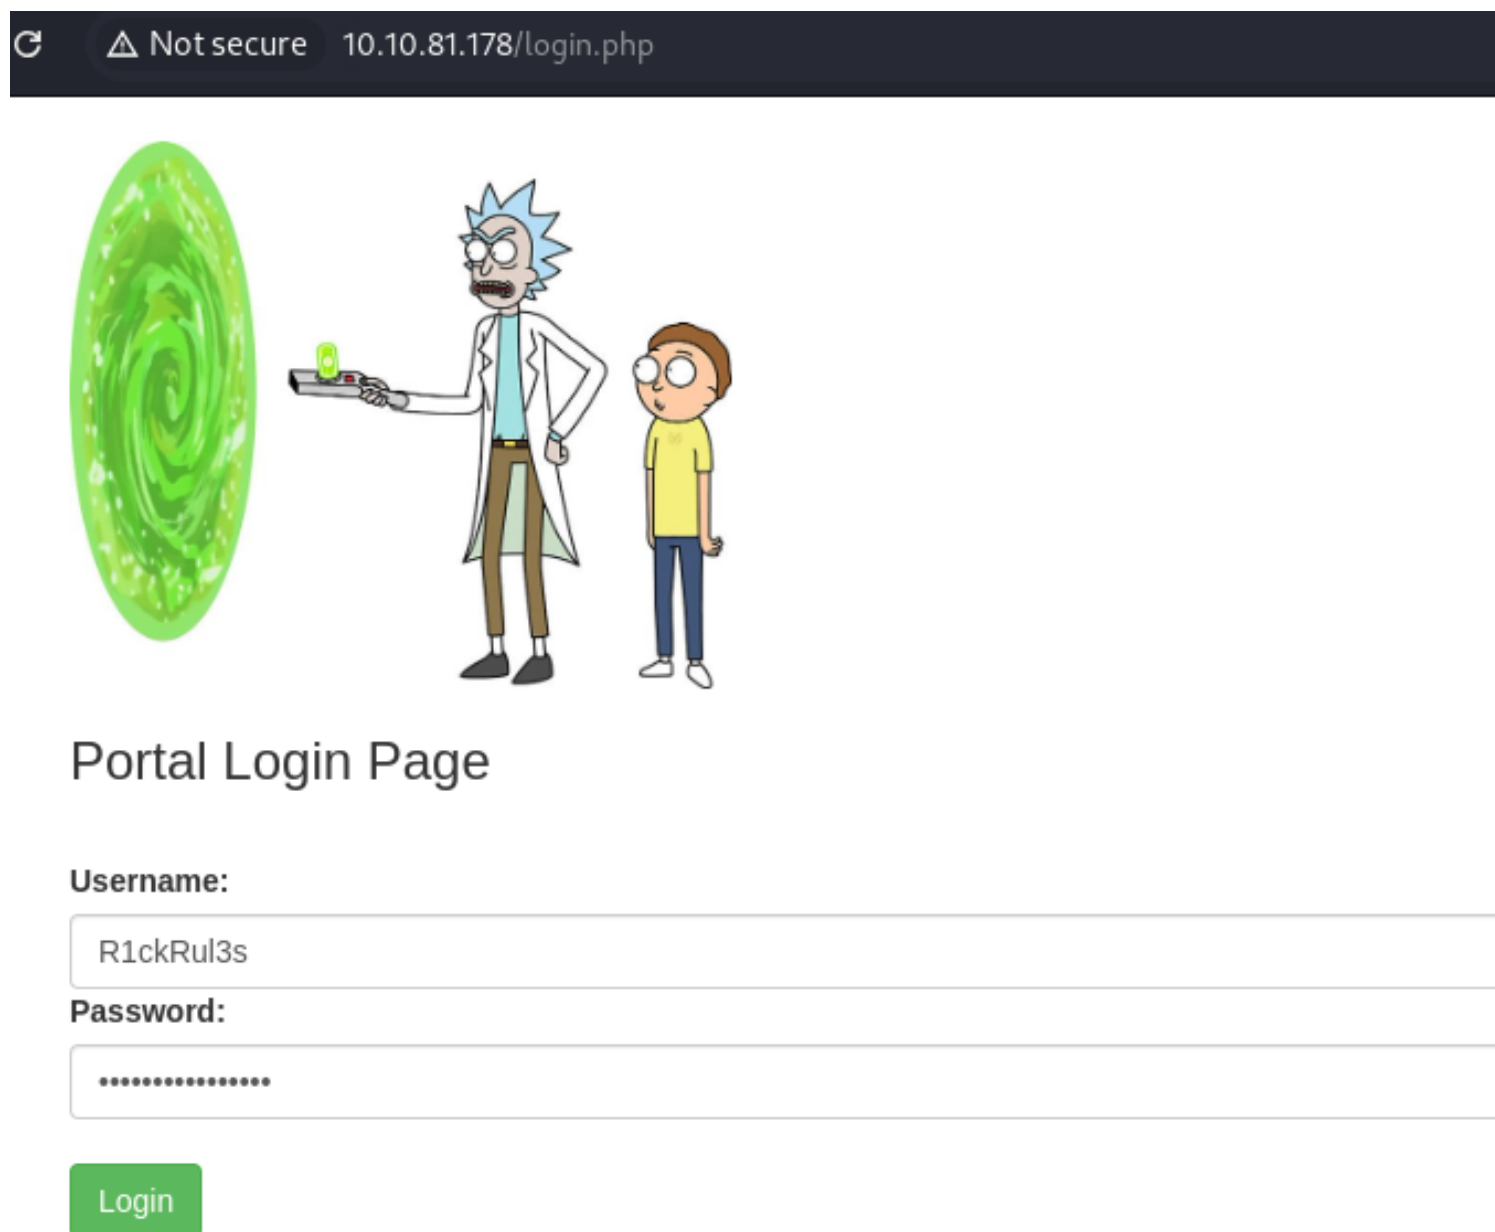 Not secure 10.10.81.178/login.php
Portal Login Page
Username:
R1ckRul3s
Password:
••••••••••••••••
Login